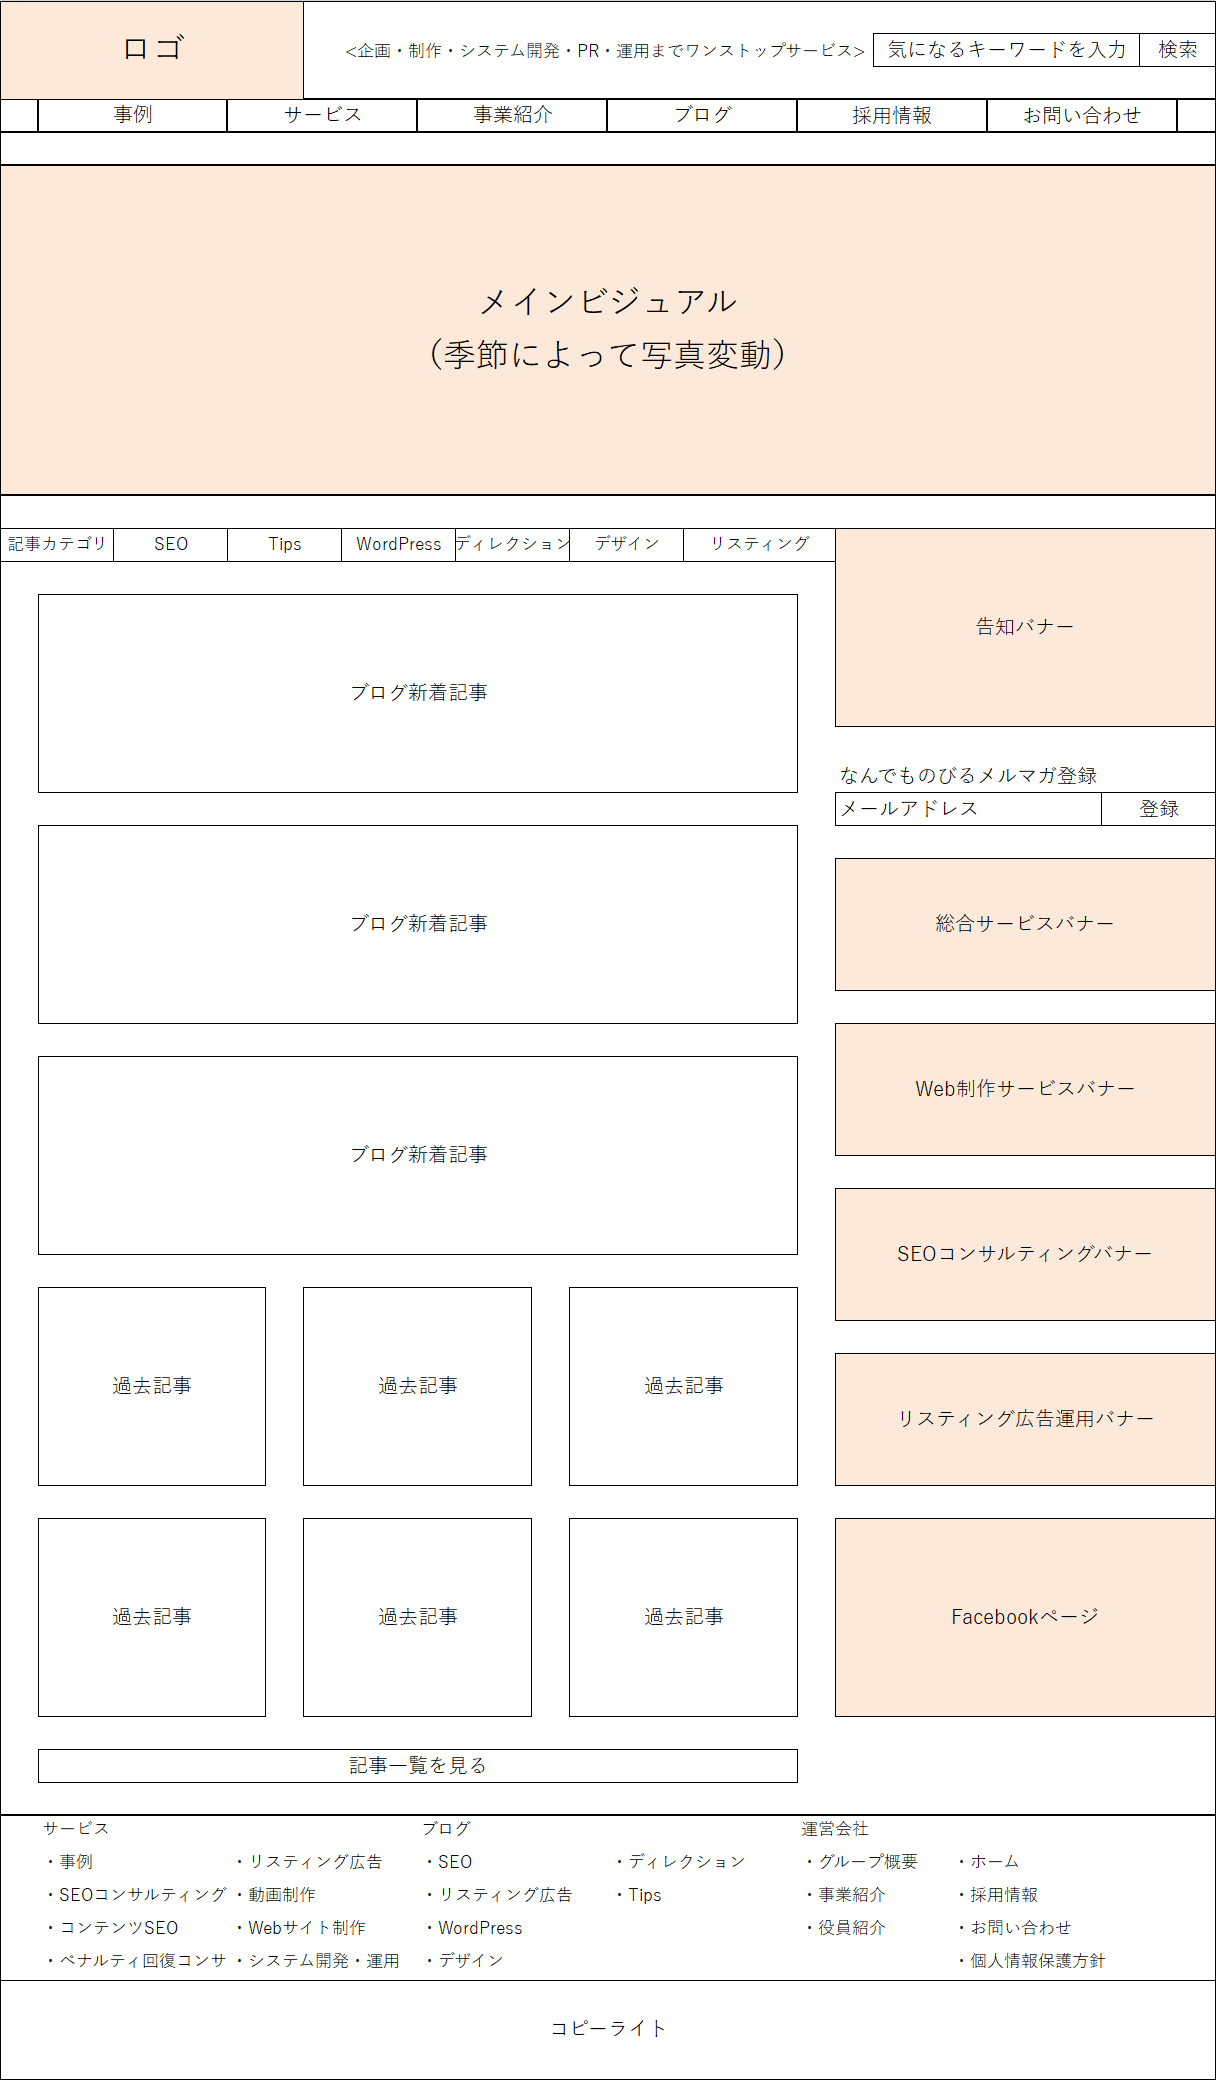 ロゴ
<企画・制作・システム開発・PR・運用までワンストップサービス>
気になるキーワードを入力
検索
事例
サービス
事業紹介
ブログ
採用情報
お問い合わせ
メインビジュアル
（季節によって写真変動）
記事カテゴリ
SEO
Tips
WordPress
ディレクション
デザイン
リスティング
ブログ新着記事
ブログ新着記事
ブログ新着記事
過去記事
過去記事
過去記事
過去記事
過去記事
過去記事
記事一覧を見る
告知バナー
なんでものびるメルマガ登録
メールアドレス
登録
総合サービスバナー
Web制作サービスバナー
SEOコンサルティングバナー
リスティング広告運用バナー
Facebookページ
サービス
・事例
・SEOコンサルティング
・コンテンツSEO
・ペナルティ回復コンサ
・リスティング広告
・動画制作
・Webサイト制作
・システム開発・運用
ブログ
・SEO
・リスティング広告
・WordPress
・デザイン
・ディレクション
・Tips
運営会社
・グループ概要
・事業紹介
・役員紹介
・ホーム
・採用情報
・お問い合わせ
・個人情報保護方針
コピーライト